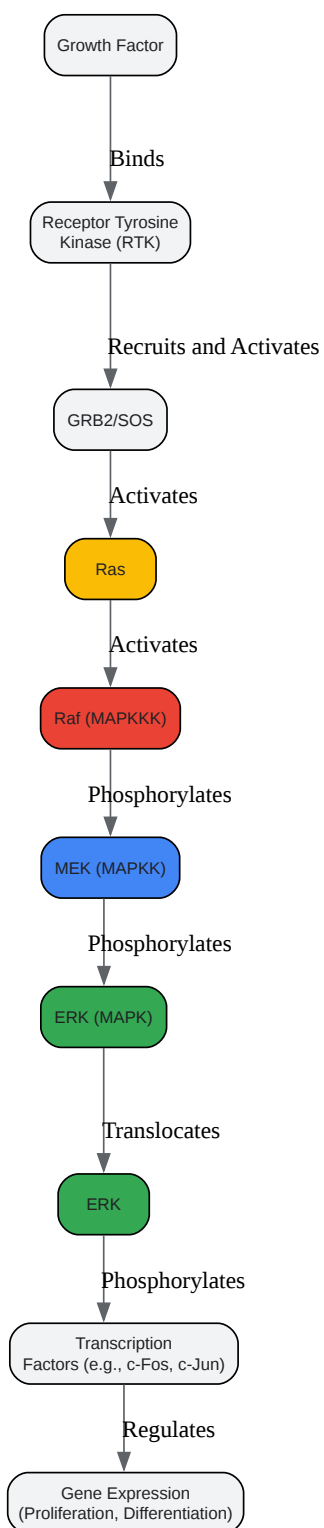 Growth Factor
Binds
Receptor Tyrosine
Kinase (RTK)
Recruits and Activates
GRB2/SOS
Activates
Ras
Activates
Raf (MAPKKK)
Phosphorylates
MEK (MAPKK)
Phosphorylates
ERK (MAPK)
Translocates
ERK
Phosphorylates
Transcription
Factors (e.g., c-Fos, c-Jun)
Regulates
Gene Expression
(Proliferation, Differentiation)